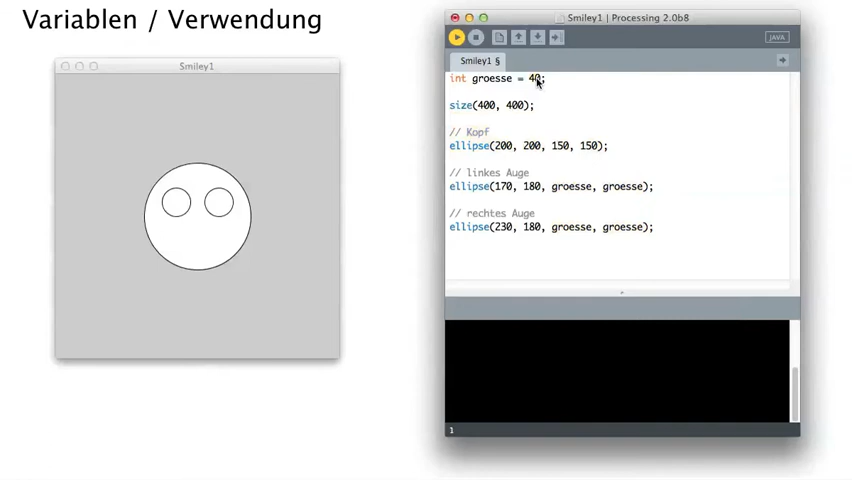 Variablen / Verwendung
Smiley1
Smiley1 | Processing 2.0b8
JAVA
Smiley1 §
int groesse = 40;
size(400, 400);
// Kopf
ellipse(200, 200, 150, 150);
// linkes Auge
ellipse(170, 180, groesse, groesse);
// rechtes Auge
ellipse(230, 180, groesse, groesse);
1